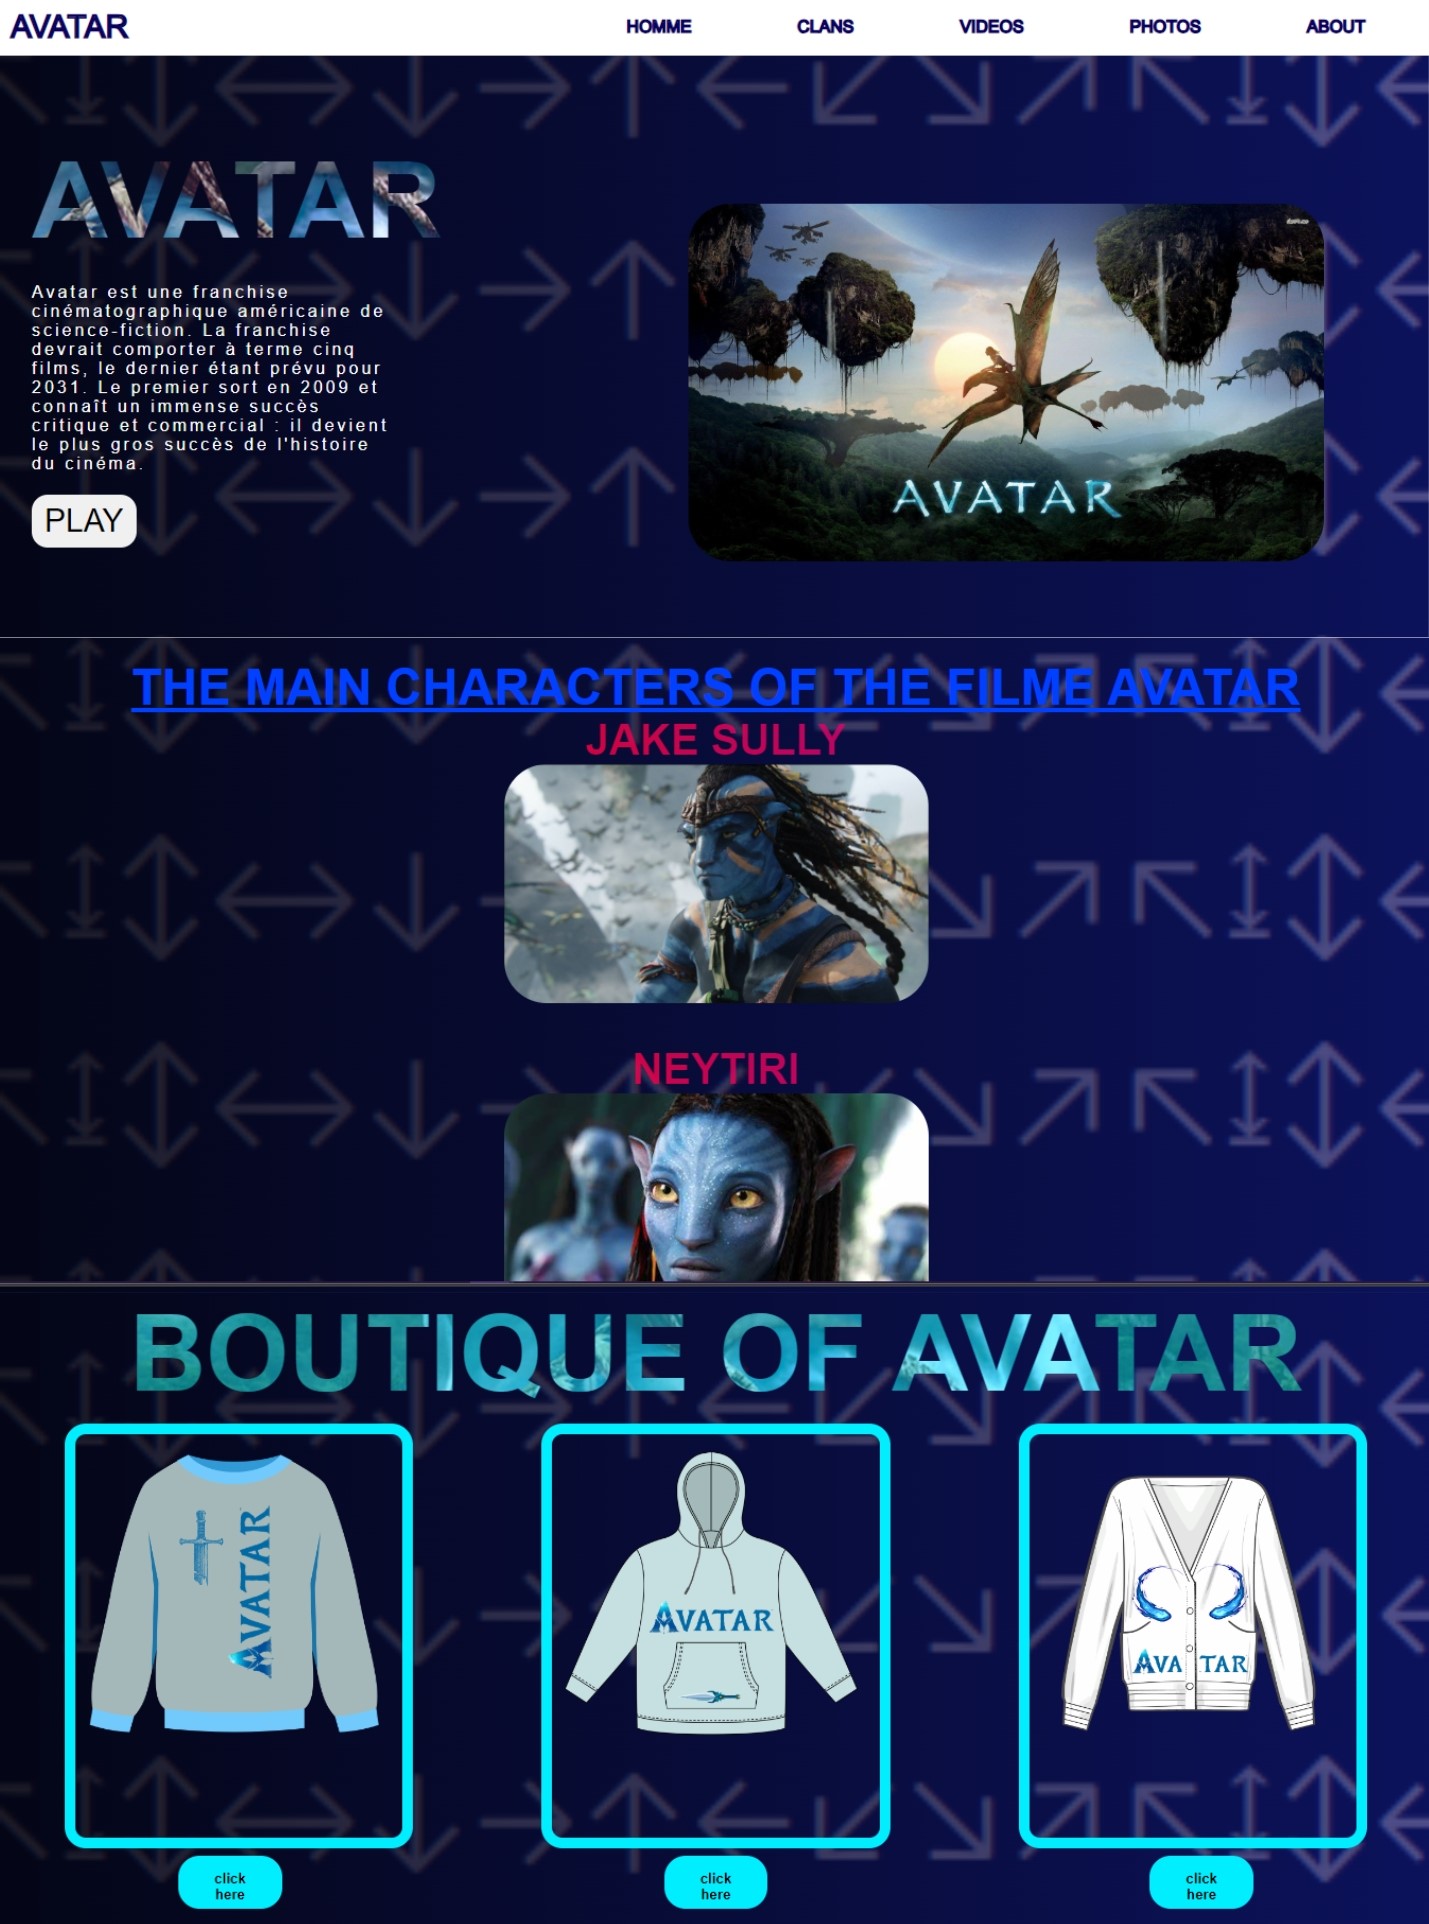 AVATAR HOMME CLANS VIDEOS PHOTOS ABOUT
AVATAR
Avatar est une franchise
cinématographique américaine de
science-fiction. La franchise
devrait comporter à terme cinq
films, le dernier étant prévu pour
2031. Le premier sort en 2009 et
connaît un immense succès
critique et commercial : il devient
le plus gros succès de l'histoire
du cinéma.
PLAY
AVATAR
THE MAIN CHARACTERS OF THE FILME AVATAR
JAKE SULLY
NEYTIRI
BOUTIQUE OF AVATAR
AVATAR
AVATAR
AVA TAR
click
here
click
here
click
here